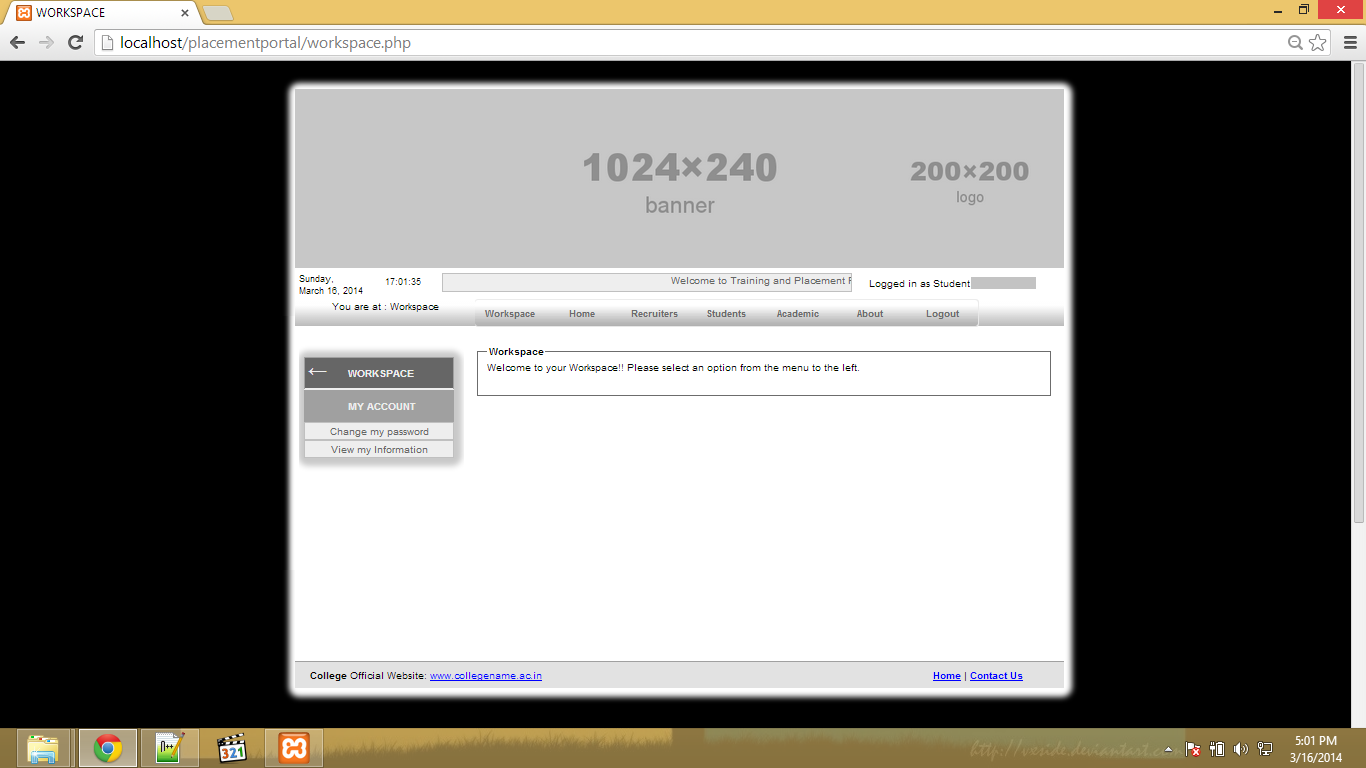 WORKSPACE
localhost/placementportal/workspace.php
1024×240
banner
200×200
logo
Sunday,
March 16, 2014
17:01:35
Welcome to Training and Placement
Logged in as Student
You are at : Workspace
Workspace Home Recruiters Students Academic About Logout
WORKSPACE
MY ACCOUNT
Change my password
View my Information
Workspace
Welcome to your Workspace!! Please select an option from the menu to the left.
College Official Website: www.collegename.ac.in
Home | Contact Us
321
http://veside.deviantart.com
5:01 PM
3/16/2014